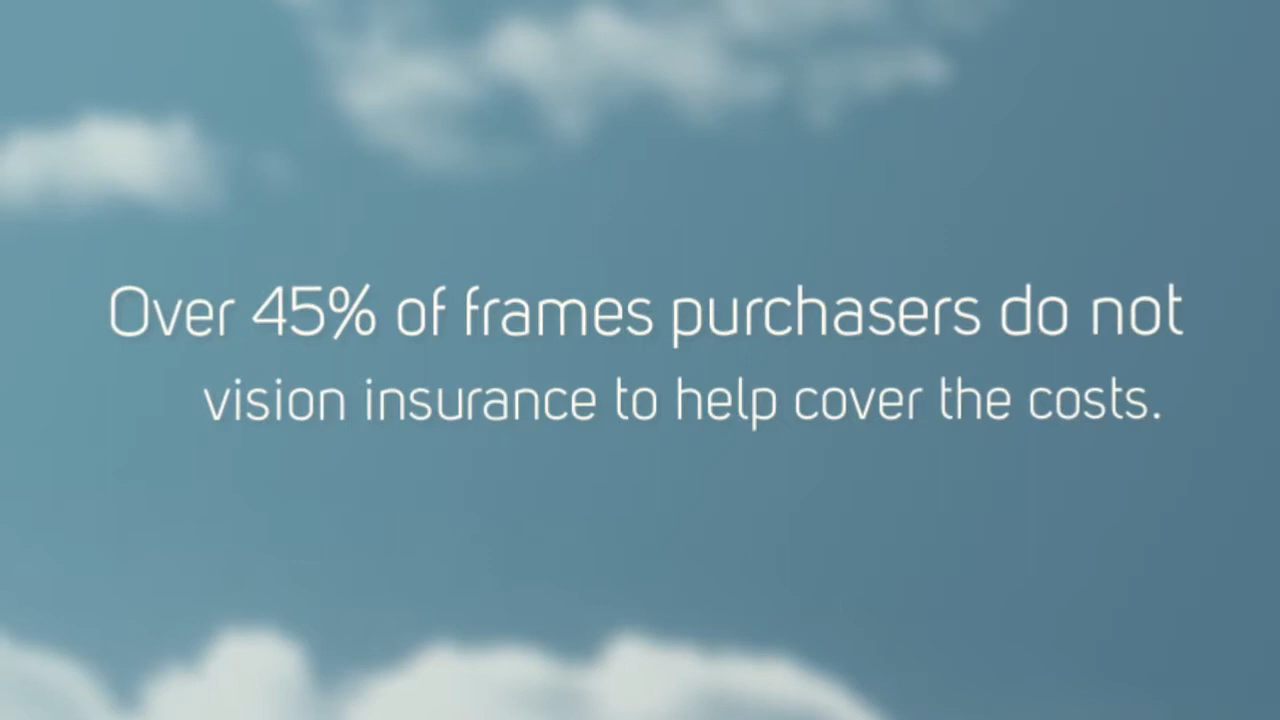 Over 45% of frames purchasers do not
vision insurance to help cover the costs.